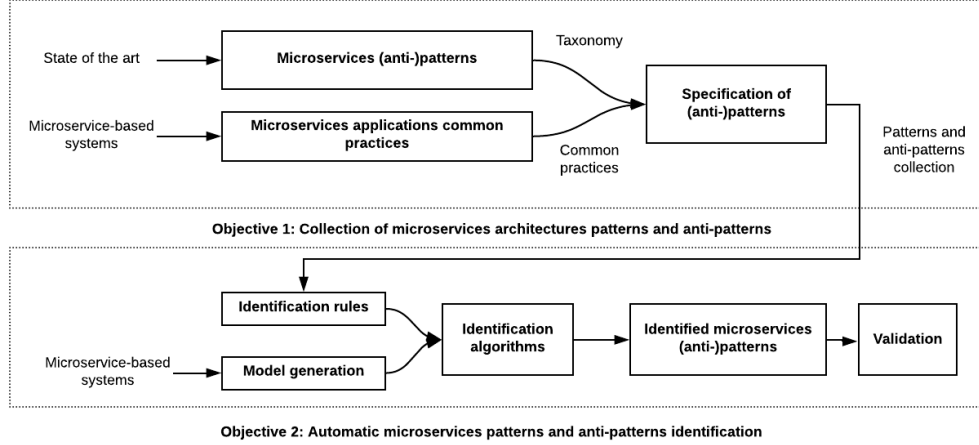 State of the art
Microservices (anti-)patterns
Taxonomy
Microservice-based
systems
Microservices applications common
practices
Common
practices
Specification of
(anti-)patterns
Patterns and
anti-patterns
collection
Objective 1: Collection of microservices architectures patterns and anti-patterns
Identification rules
Microservice-based
systems
Model generation
Identification
algorithms
Identified microservices
(anti-)patterns
Validation
Objective 2: Automatic microservices patterns and anti-patterns identification